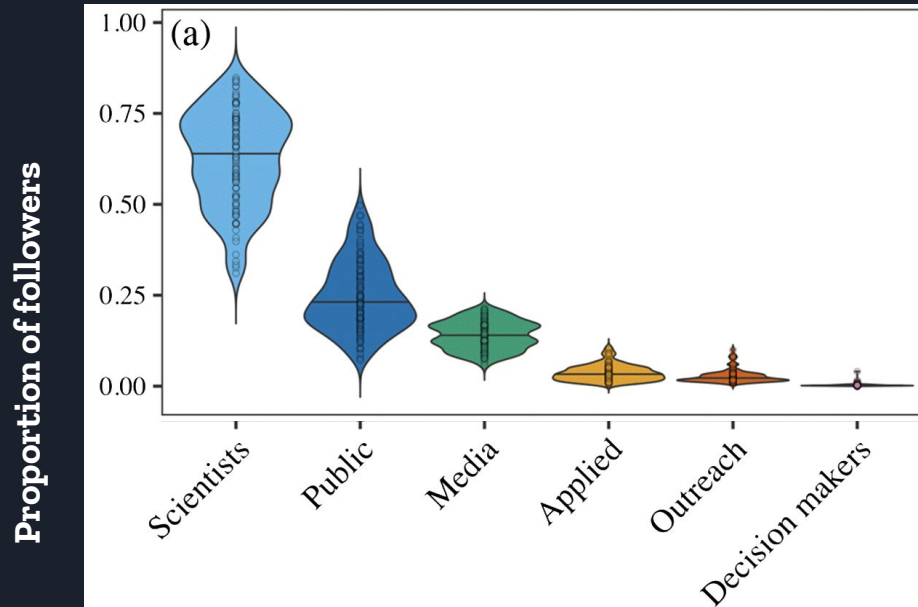 Proportion of followers
(a)
1.00
0.75
0.50
0.25
0.00
Scientists
Public
Media
Applied
Outreach
Decision makers